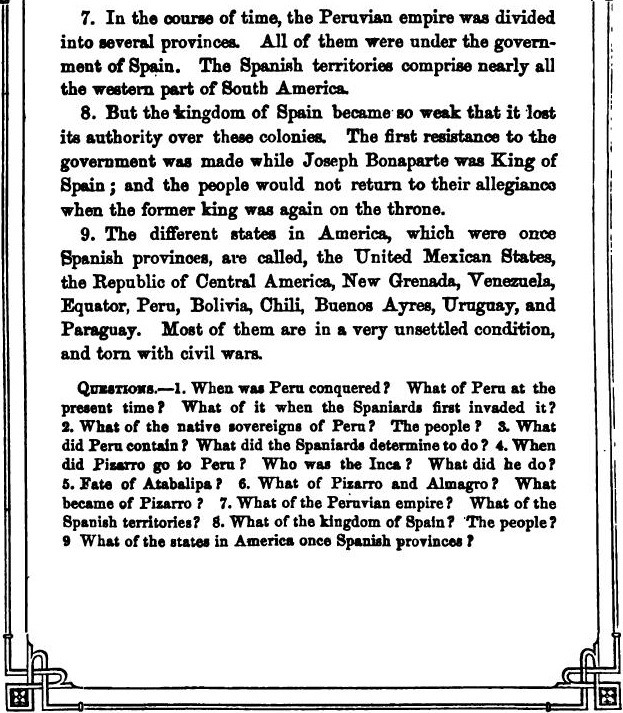 7. In the course of time, the Peruvian empire was divided
into several provinces. All of them were under the govern-
ment of Spain. The Spanish territories comprise nearly all
the western part of South America.
8. But the kingdom of Spain became so weak that it lost
its authority over these colonies. The first resistance to the
government was made while Joseph Bonaparte was King of
Spain; and the people would not return to their allegiance
when the former king was again on the throne.
9. The different states in America, which were once
Spanish provinces, are called, the United Mexican States,
the Republic of Central America, New Grenada, Venezuela,
Equator, Peru, Bolivia, Chili, Buenos Ayres, Uruguay, and
Paraguay. Most of them are in a very unsettled condition,
and torn with civil wars.
QUESTIONS.—1. When was Peru conquered? What of Peru at the
present time? What of it when the Spaniards first invaded it?
2. What of the native sovereigns of Peru? The people? 3. What
did Peru contain? What did the Spaniards determine to do? 4. When
did Pizarro go to Peru? Who was the Inca? What did he do?
5. Fate of Atabalipa? 6. What of Pizarro and Almagro? What
became of Pizarro? 7. What of the Peruvian empire? What of the
Spanish territories? 8. What of the kingdom of Spain? The people?
9 What of the states in America once Spanish provinces?